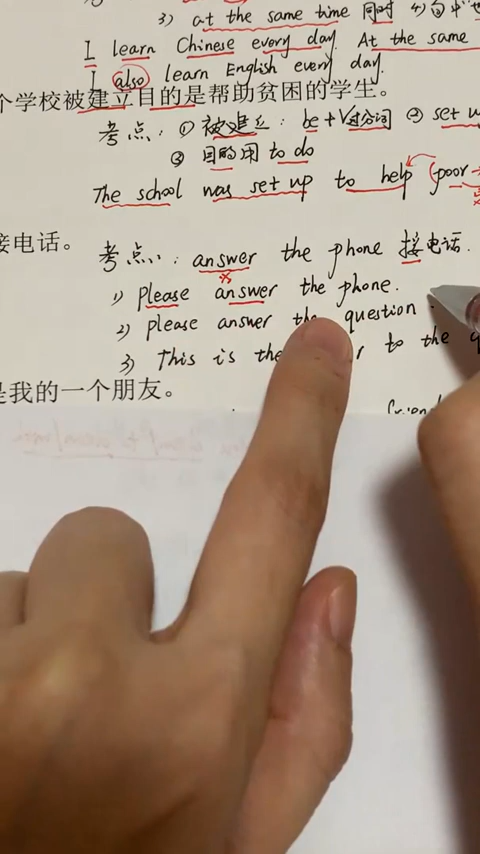 3) at the same time 同时 4) 句中
I learn Chinese every day. At the same
I also learn English every day.
个学校被建立目的是帮助贫困的学生。
考点: ① 被建立: be+V过分词 ② set up
③ 目的用 to do
The school was set up to help (poor
接电话。
考点: answer the phone 接电话.
1) please answer the phone.
2) please answer the question.
3) This is the to the
是我的一个朋友。